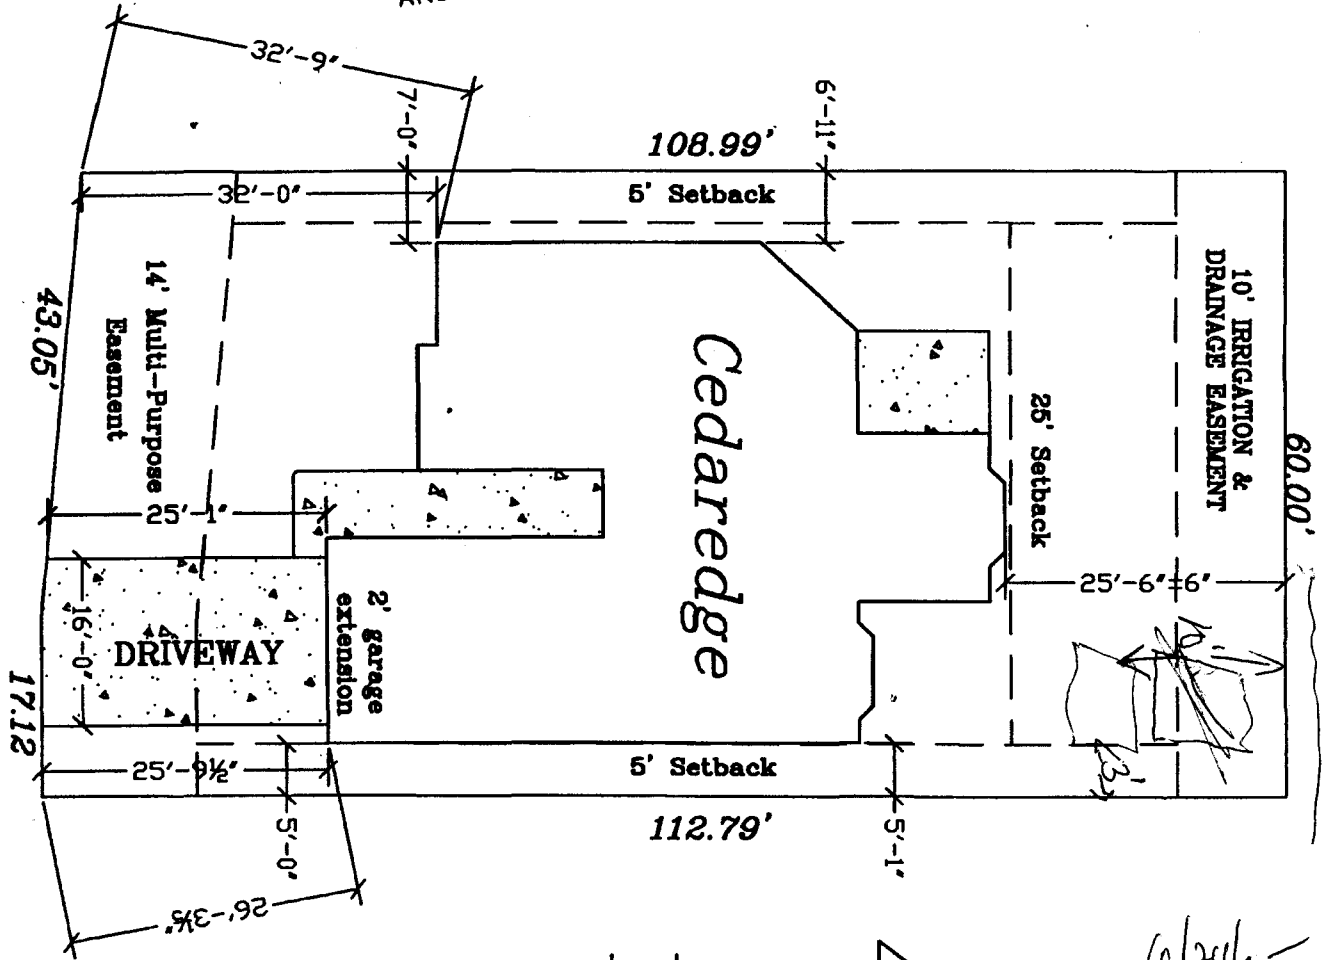 32'-9"
7'-0"
6'-11"
108.99'
32'-0"
5' Setback
14' Multi-Purpose
Easement
43.05'
Cedaredge
25' Setback
10' IRRIGATION &
DRAINAGE EASEMENT
60.00'
25'-1"
25'-6"±6"
16'-0"
DRIVEWAY
2' garage
extension
17.12
3'
25'-9½"
5' Setback
5'-0"
112.79'
5'-1"
26'-3½"